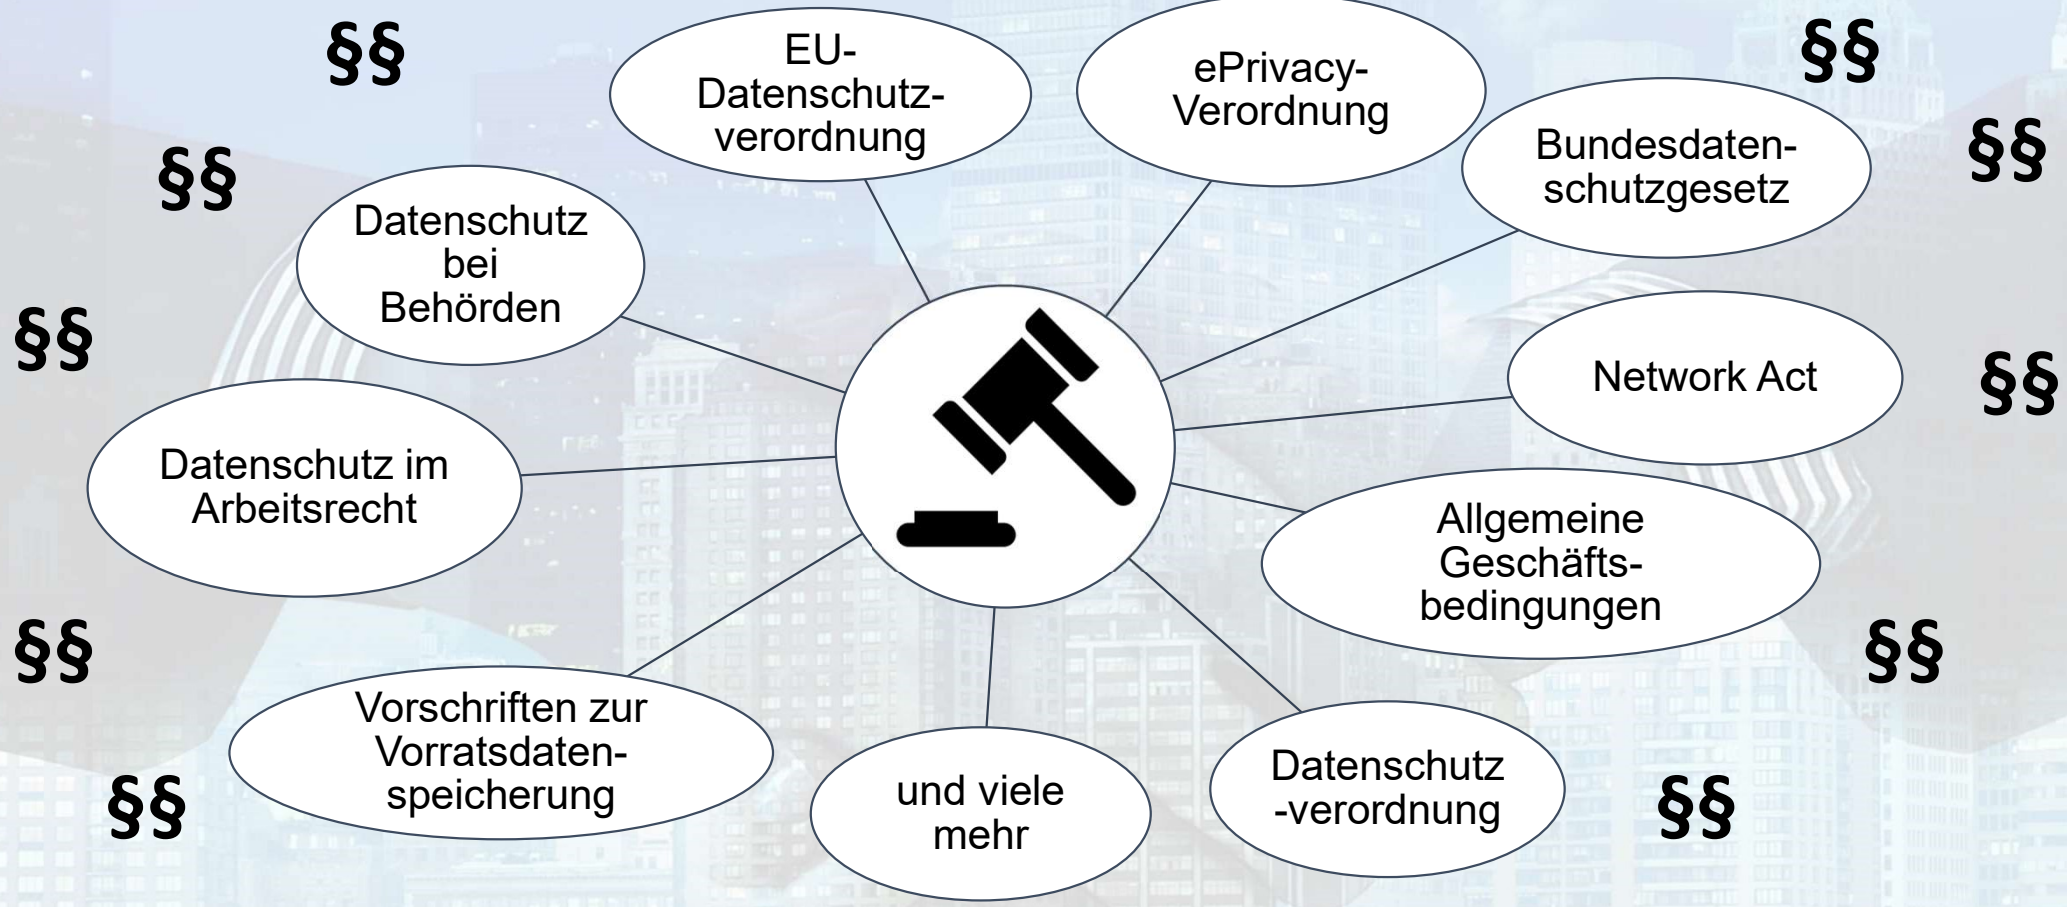 §§
§§
EU-
Datenschutz-
verordnung
ePrivacy-
Verordnung
Bundesdaten-
schutzgesetz
§§
§§
Datenschutz
bei
Behörden
§§
Network Act
§§
Datenschutz im
Arbeitsrecht
Allgemeine
Geschäfts-
bedingungen
§§
§§
Vorschriften zur
Vorratsdaten-
speicherung
und viele
mehr
Datenschutz
-verordnung
§§
§§